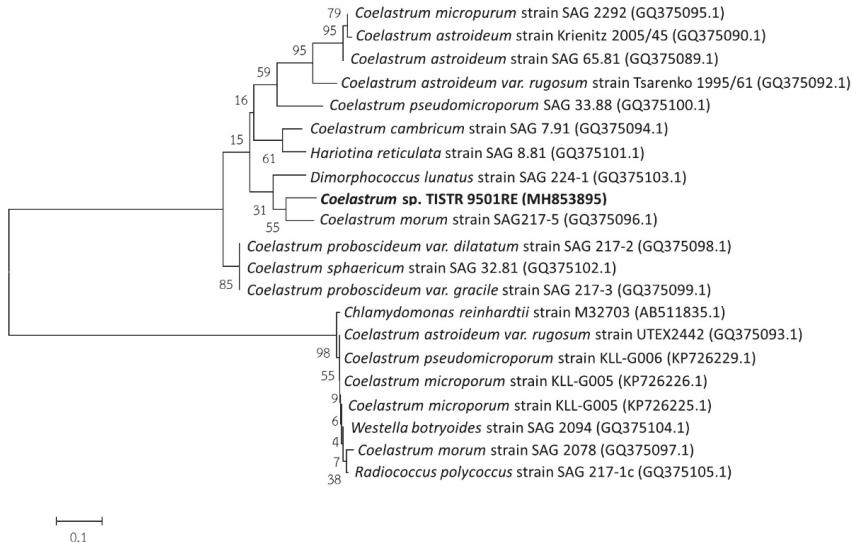 79
Coelastrum micropurum strain SAG 2292 (GQ375095.1)
95
Coelastrum astroideum strain Krienitz 2005/45 (GQ375090.1)
95
Coelastrum astroideum strain SAG 65.81 (GQ375089.1)
59
Coelastrum astroideum var. rugosum strain Tsarenko 1995/61 (GQ375092.1)
16
Coelastrum pseudomicroporum SAG 33.88 (GQ375100.1)
Coelastrum cambricum strain SAG 7.91 (GQ375094.1)
15
61
Hariotina reticulata strain SAG 8.81 (GQ375101.1)
Dimorphococcus lunatus strain SAG 224-1 (GQ375103.1)
Coelastrum sp. TISTR 9501RE (MH853895)
31
Coelastrum morum strain SAG217-5 (GQ375096.1)
55
Coelastrum proboscideum var. dilatatum strain SAG 217-2 (GQ375098.1)
Coelastrum sphaericum strain SAG 32.81 (GQ375102.1)
85
Coelastrum proboscideum var. gracile strain SAG 217-3 (GQ375099.1)
Chlamydomonas reinhardtii strain M32703 (AB511835.1)
Coelastrum astroideum var. rugosum strain UTEX2442 (GQ375093.1)
98
Coelastrum pseudomicroporum strain KLL-G006 (KP726229.1)
55
Coelastrum microporum strain KLL-G005 (KP726226.1)
9
Coelastrum microporum strain KLL-G005 (KP726225.1)
6
Westella botryoides strain SAG 2094 (GQ375104.1)
4
Coelastrum morum strain SAG 2078 (GQ375097.1)
7
Radiococcus polycoccus strain SAG 217-1c (GQ375105.1)
38
0.1